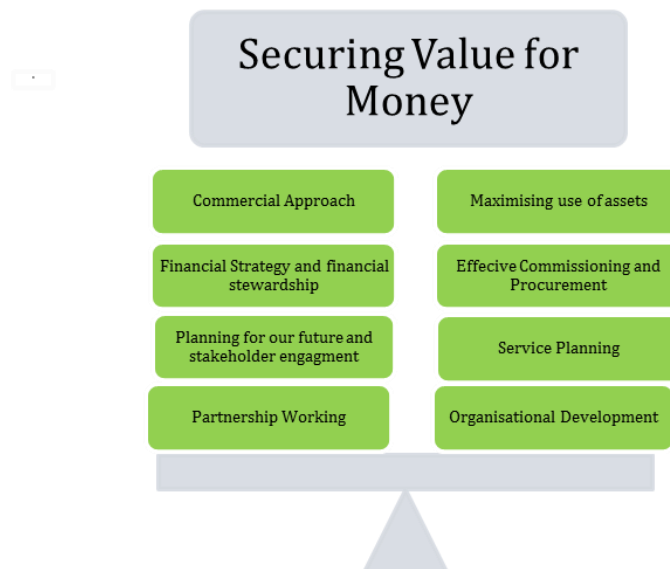 Securing Value for
Money
Commercial Approach
Maximising use of assets
Financial Strategy and financial
stewardship
Effecive Commissioning and
Procurement
Planning for our future and
stakeholder engagment
Service Planning
Partnership Working
Organisational Development